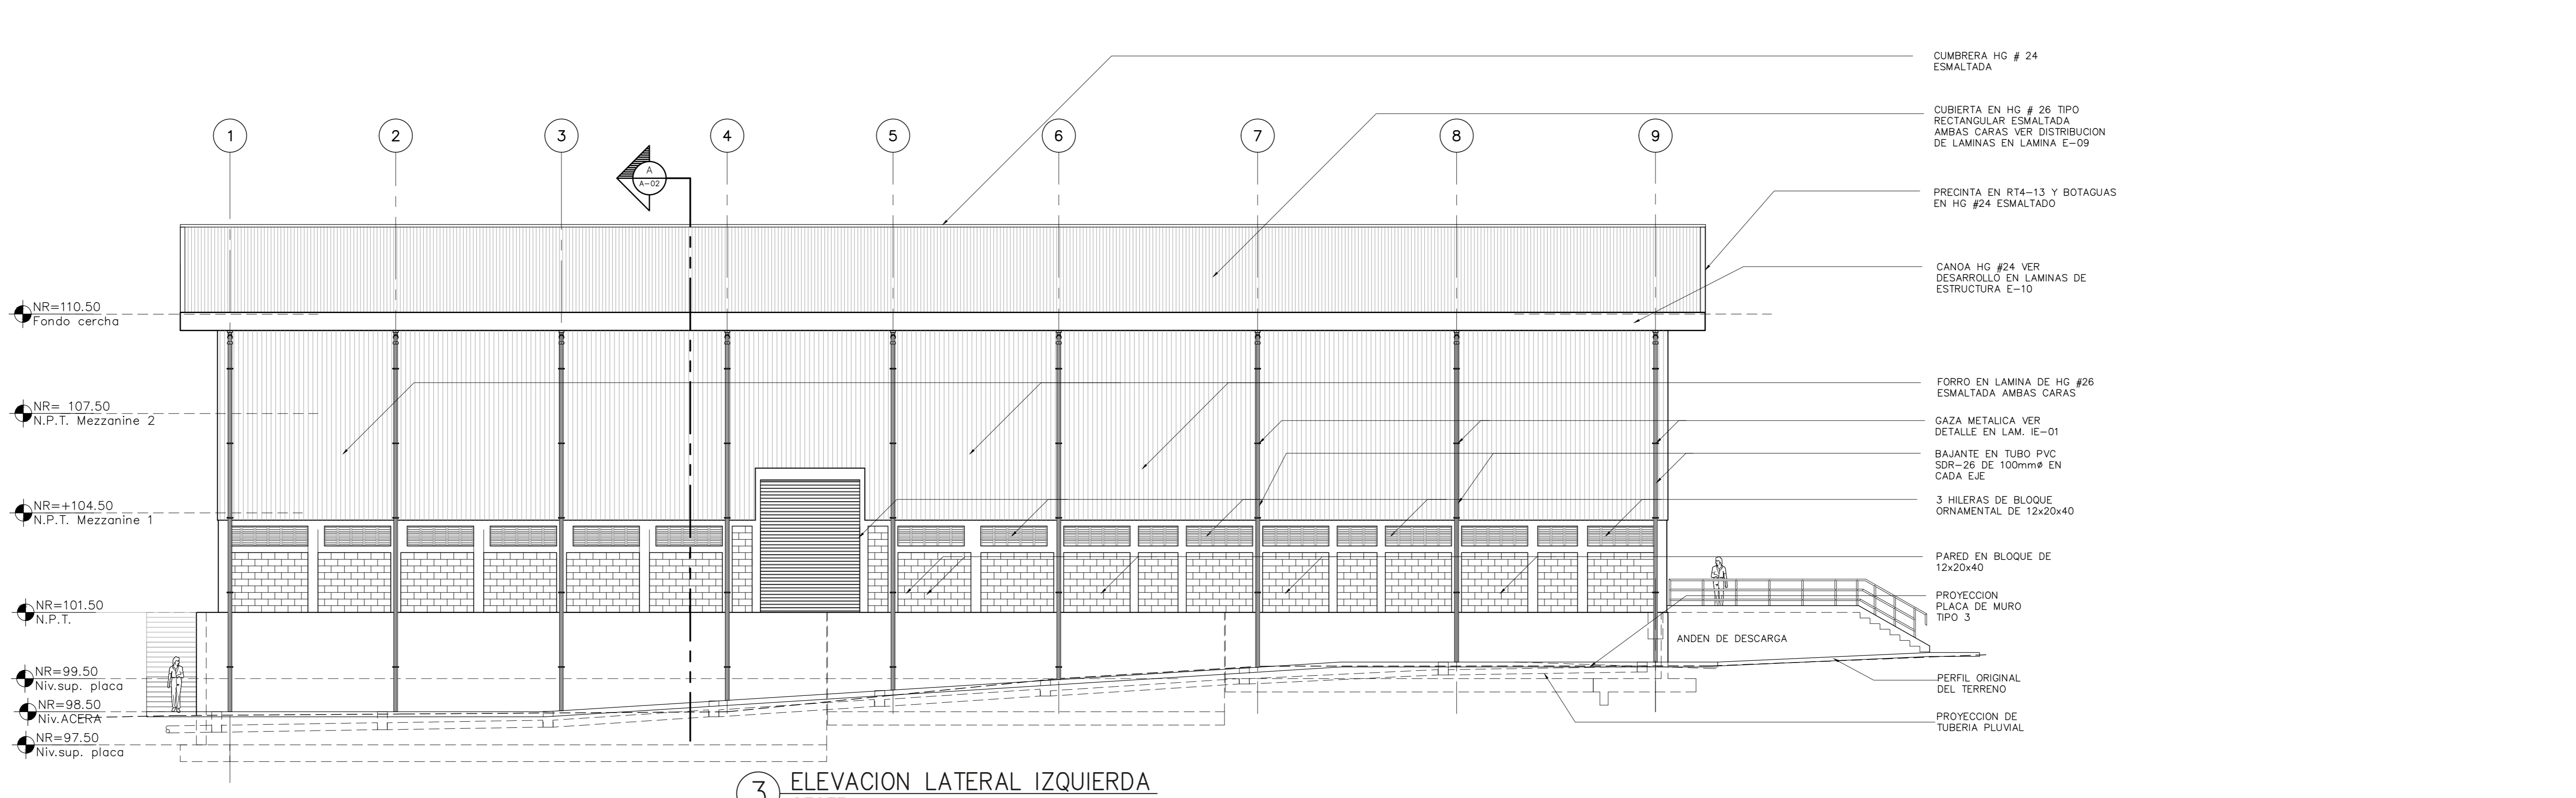 CUMBRERA HG # 24
ESMALTADA
CUBIERTA EN HG # 26 TIPO
RECTANGULAR ESMALTADA
AMBAS CARAS VER DISTRIBUCION
DE LAMINAS EN LAMINA E-09
1
2
3
4
5
6
7
8
9
A
A-02
PRECINTA EN RT4-13 Y BOTAGUAS
EN HG #24 ESMALTADO
CANOA HG #24 VER
DESARROLLO EN LAMINAS DE
ESTRUCTURA E-10
NR=110.50
Fondo cercha
FORRO EN LAMINA DE HG #26
ESMALTADA AMBAS CARAS
NR= 107.50
N.P.T. Mezzanine 2
GAZA METALICA VER
DETALLE EN LAM. IE-01
BAJANTE EN TUBO PVC
SDR-26 DE 100mmø EN
CADA EJE
NR=+104.50
N.P.T. Mezzanine 1
3 HILERAS DE BLOQUE
ORNAMENTAL DE 12x20x40
PARED EN BLOQUE DE
12x20x40
NR=101.50
N.P.T.
PROYECCION
PLACA DE MURO
TIPO 3
ANDEN DE DESCARGA
NR=99.50
Niv.sup. placa
PERFIL ORIGINAL
DEL TERRENO
NR=98.50
Niv.ACERA
PROYECCION DE
TUBERIA PLUVIAL
NR=97.50
Niv.sup. placa
3
ELEVACION LATERAL IZQUIERDA